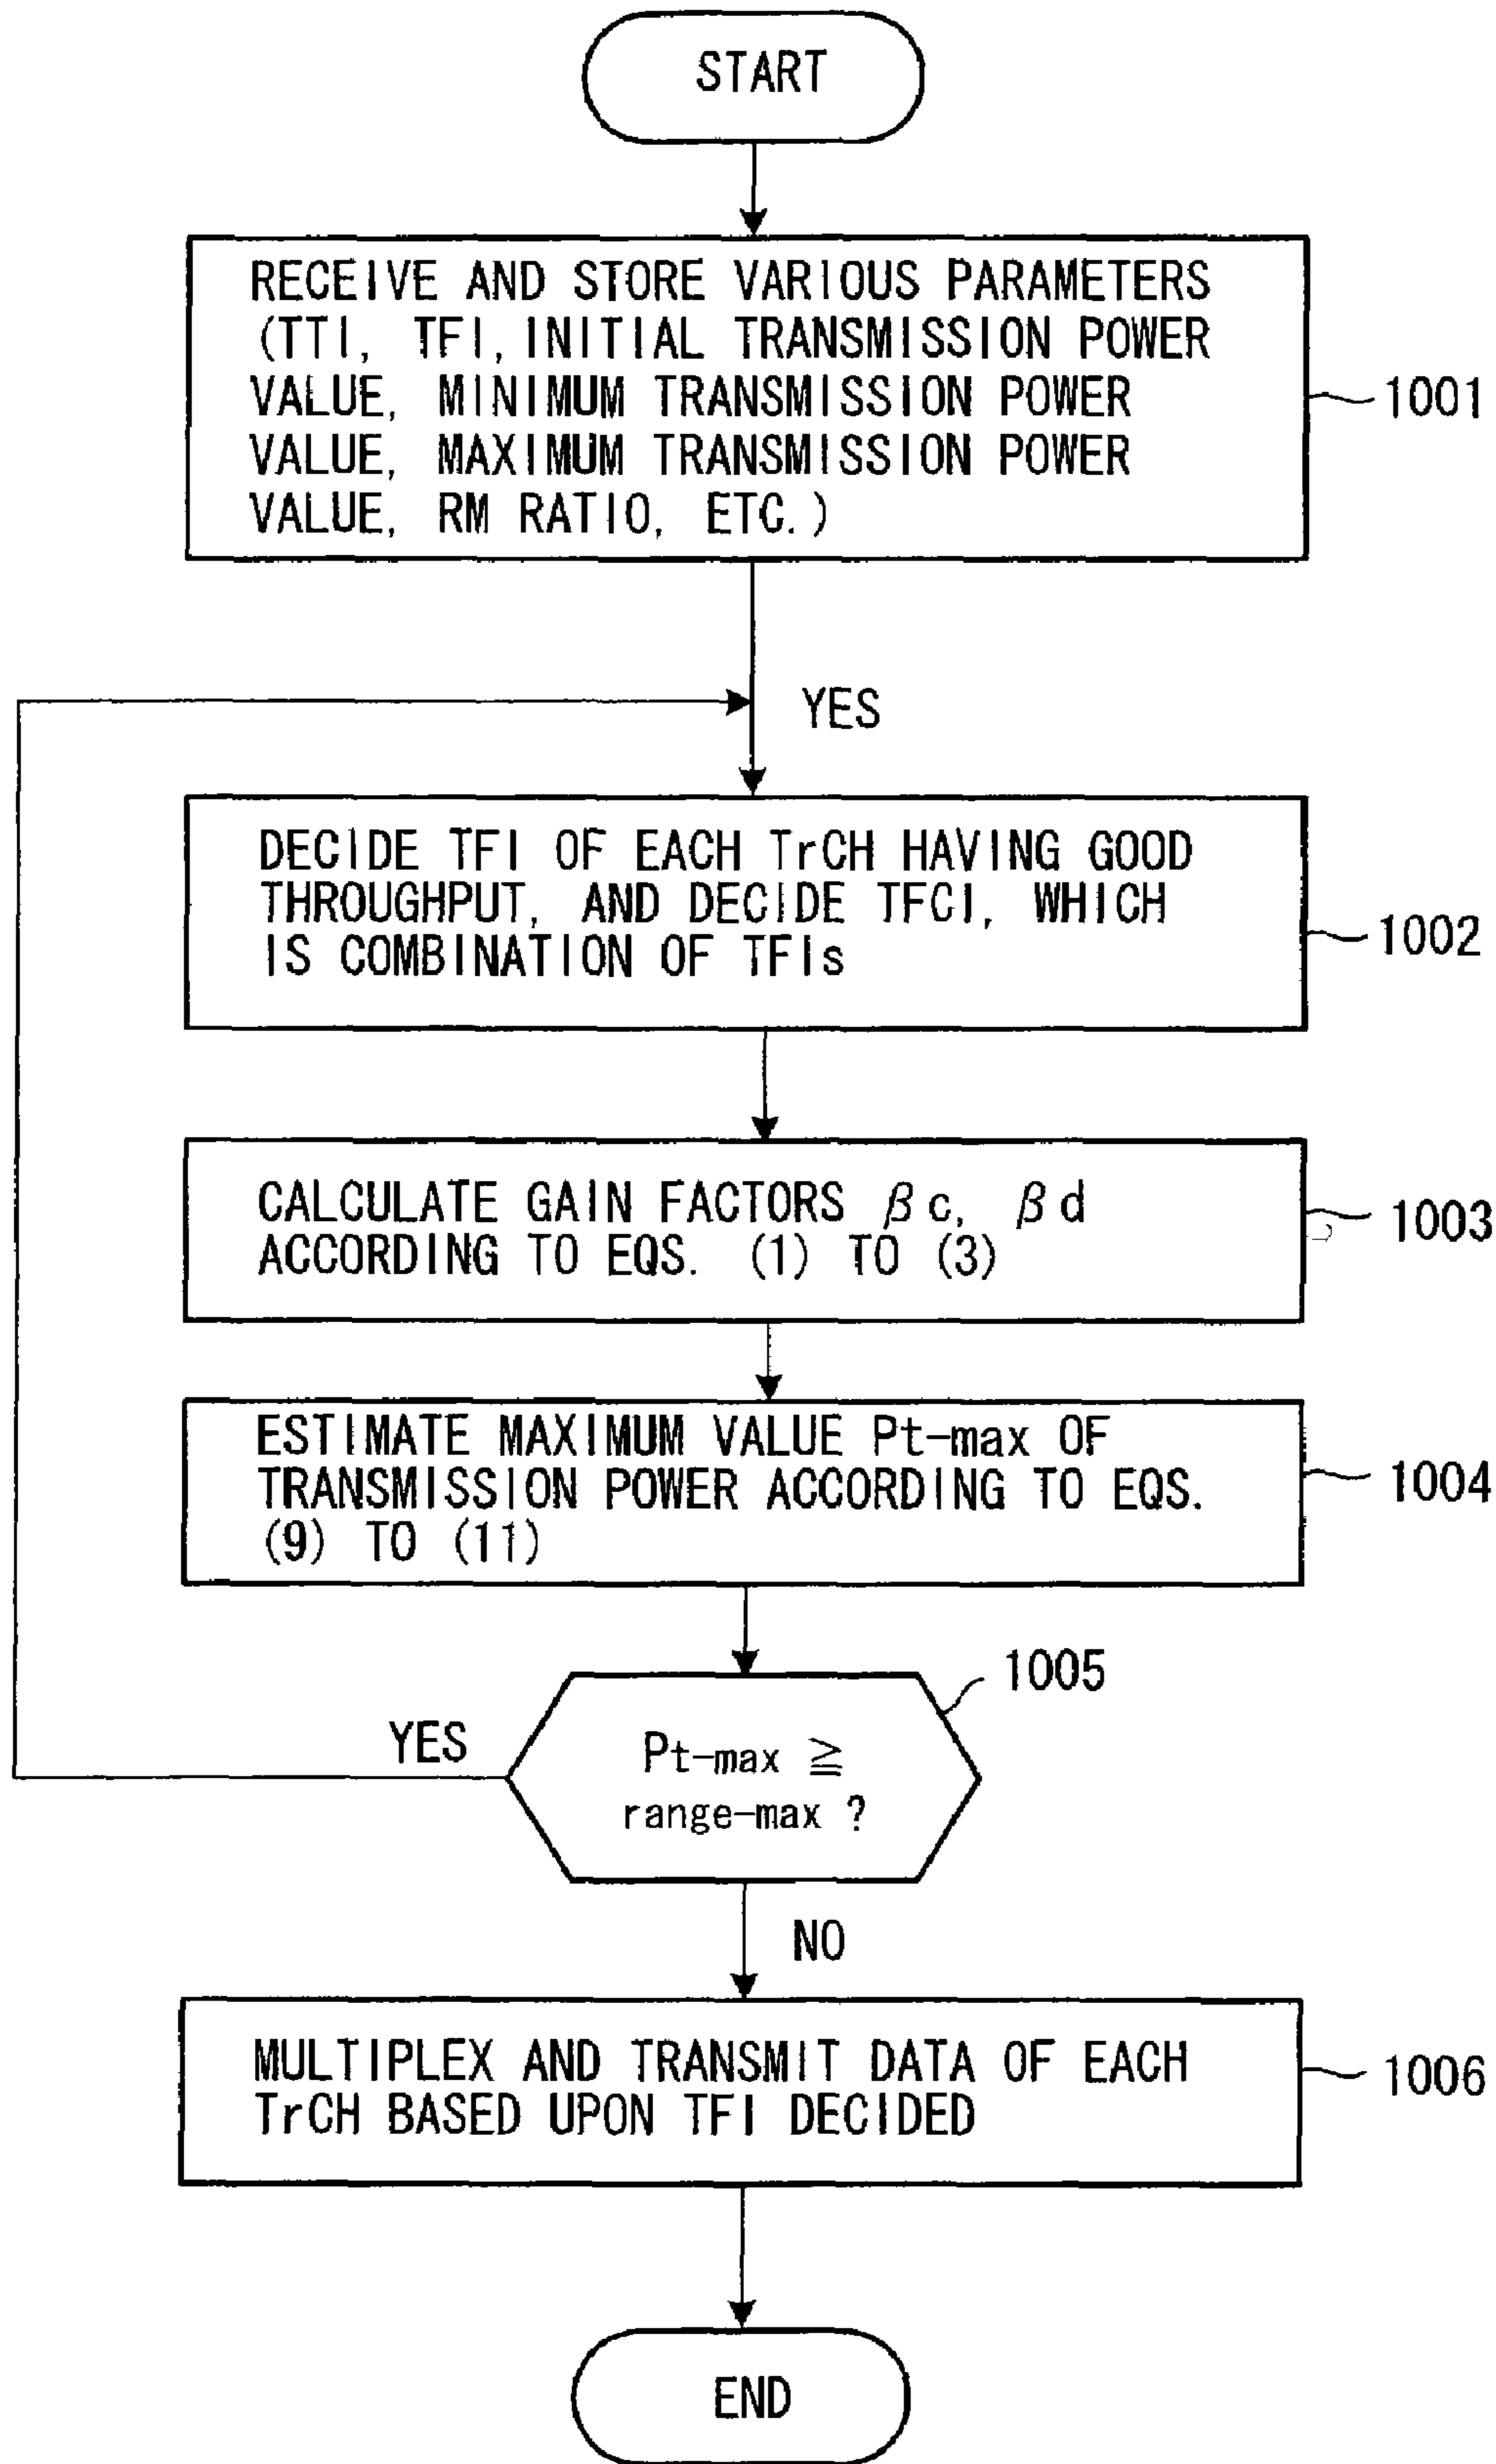 START
RECEIVE AND STORE VARIOUS PARAMETERS
(TTI, TFI, INITIAL TRANSMISSION POWER
VALUE, MINIMUM TRANSMISSION POWER
VALUE, MAXIMUM TRANSMISSION POWER
VALUE, RM RATIO, ETC.)
1001
YES
DECIDE TFI OF EACH TrCH HAVING GOOD
THROUGHPUT, AND DECIDE TFCI, WHICH
IS COMBINATION OF TFIs
1002
CALCULATE GAIN FACTORS βc, βd
ACCORDING TO EQS. (1) TO (3)
1003
ESTIMATE MAXIMUM VALUE Pt-max OF
TRANSMISSION POWER ACCORDING TO EQS.
(9) TO (11)
1004
1005
YES
Pt-max ≧
range-max ?
NO
MULTIPLEX AND TRANSMIT DATA OF EACH
TrCH BASED UPON TFI DECIDED
1006
END